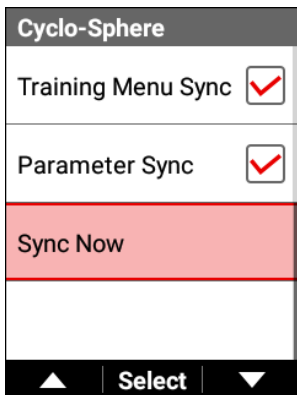 Cyclo-Sphere
Training Menu Sync
Parameter Sync
Sync Now
Select